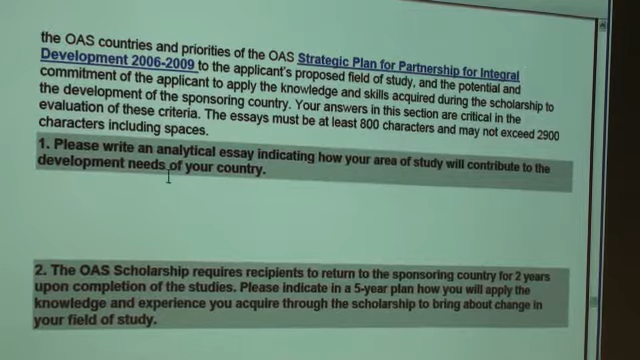 the OAS countries and priorities of the OAS Strategic Plan for Partnership for Integral
Development 2006-2009 to the applicant's proposed field of study, and the potential and
commitment of the applicant to apply the knowledge and skills acquired during the scholarship to
the development of the sponsoring country. Your answers in this section are critical in the
evaluation of these criteria. The essays must be at least 800 characters and may not exceed 2900
characters including spaces.
1. Please write an analytical essay indicating how your area of study will contribute to the
development needs of your country.
2. The OAS Scholarship requires recipients to return to the sponsoring country for 2 years
upon completion of the studies. Please indicate in a 5-year plan how you will apply the
knowledge and experience you acquire through the scholarship to bring about change in
your field of study.